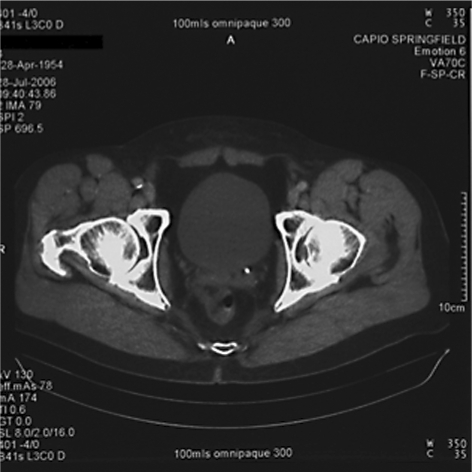 401 -4/0
B41s L3C0 D
28-Apr-1954
28-Jul-2006
09:40:43.86
2 IMA 79
SPI 2
SP 696.5
100mls omnipaque 300
A
W 350
C 35
CAPIO SPRINGFIELD
Emotion 6
VA70C
F-SP-CR
R
10cm
kV 130
eff.mAs 78
mA 174
TI 0.6
GT 0.0
SL 8.0/2.0/16.0
401 -4/0
B41s L3C0 D
100mls omnipaque 300
W 350
C 35